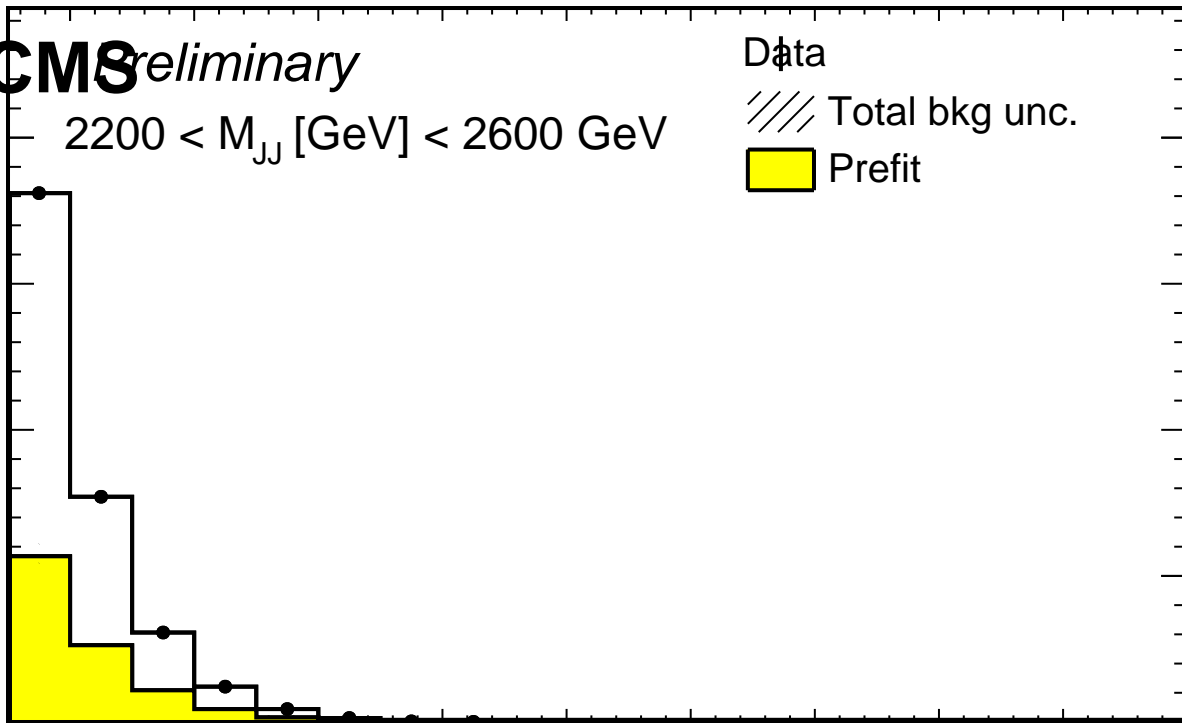 CMS Preliminary
2200 < M_JJ [GeV] < 2600 GeV
Data
Total bkg unc.
Prefit